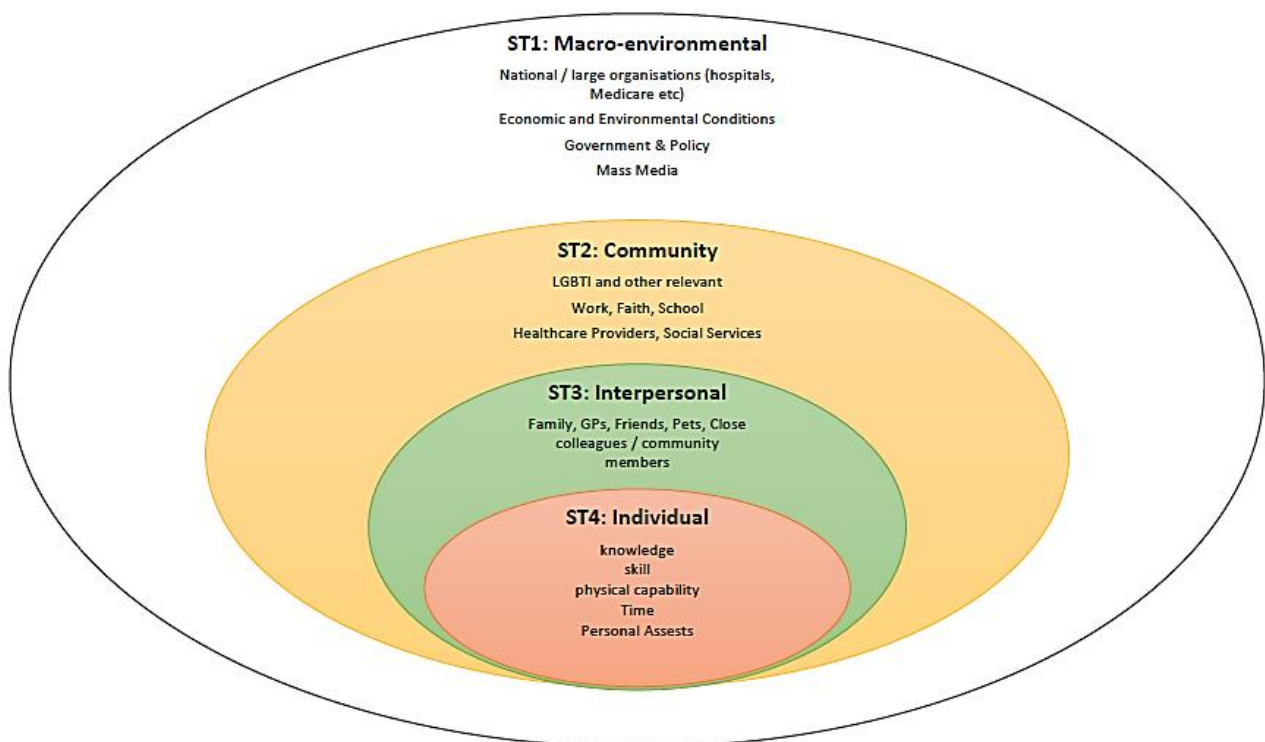 ST1: Macro-environmental
National / large organisations (hospitals,
Medicare etc)
Economic and Environmental Conditions
Government & Policy
Mass Media
ST2: Community
LGBTI and other relevant
Work, Faith, School
Healthcare Providers, Social Services
ST3: Interpersonal
Family, GPs, Friends, Pets, Close
colleagues / community
members
ST4: Individual
knowledge
skill
physical capability
Time
Personal Assests